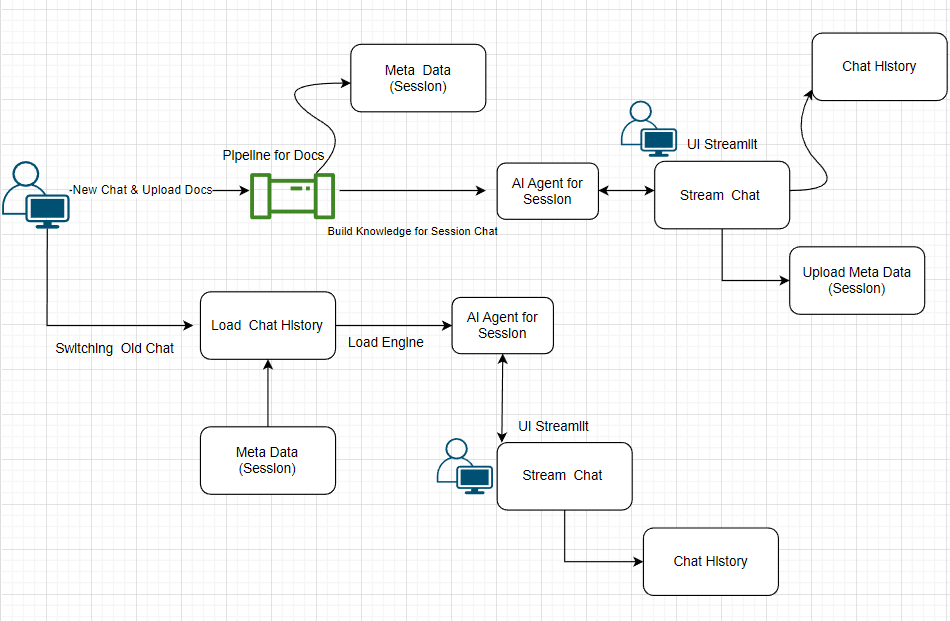 Meta Data
(Session)
Chat History
Pipeline for Docs
UI Streamlit
-New Chat & Upload Docs
AI Agent for
Session
Stream Chat
Build Knowledge for Session Chat
Upload Meta Data
(Session)
Load Chat History
AI Agent for
Session
Switching Old Chat
Load Engine
UI Streamlit
Meta Data
(Session)
Stream Chat
Chat History